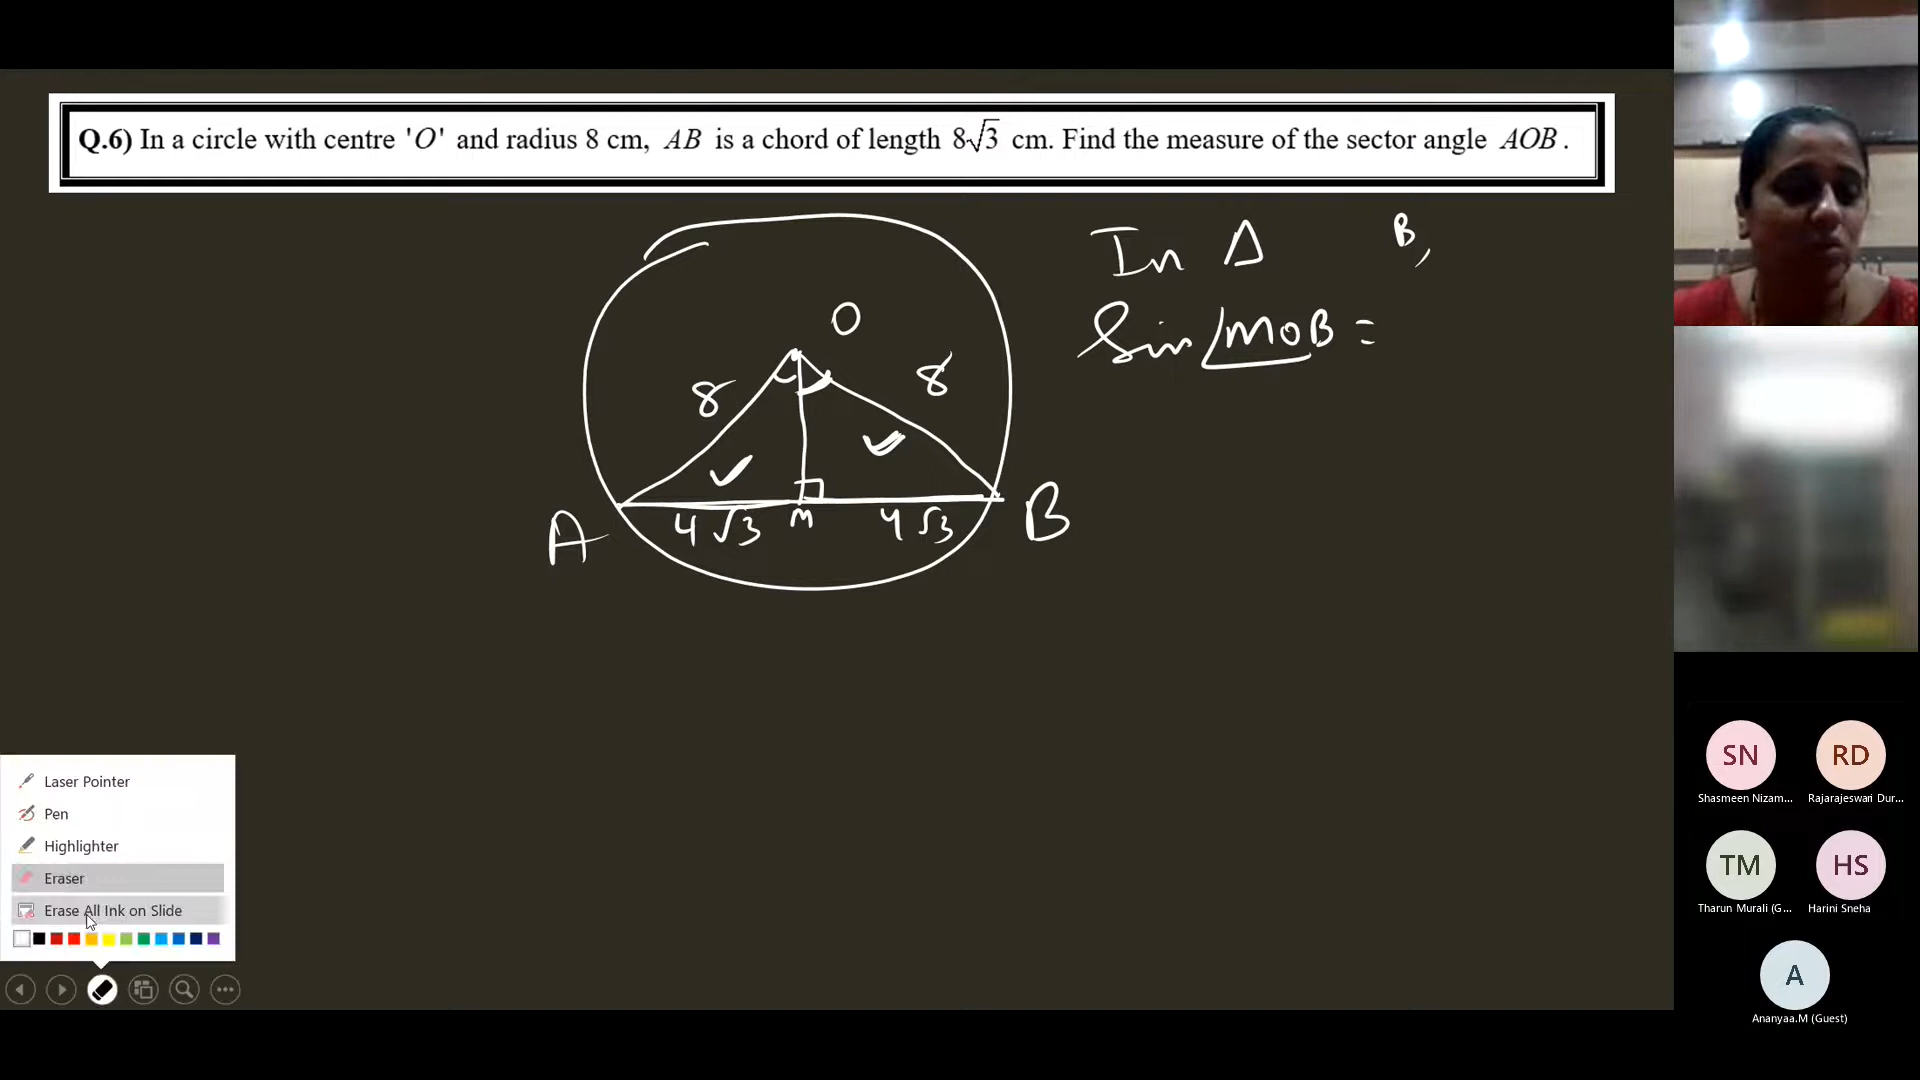 Q.6) In a circle with centre 'O' and radius 8 cm, AB is a chord of length 8√3 cm. Find the measure of the sector angle AOB.
In Δ B,
Sin ∠MOB =
O
8 8
A 4√3 M 4√3 B
Laser Pointer
Pen
Highlighter
Eraser
Erase All Ink on Slide
SN RD
Shasmeen Nizam... Rajarajeswari Dur...
TM HS
Tharun Murali (G... Harini Sneha
A
Ananyaa.M (Guest)